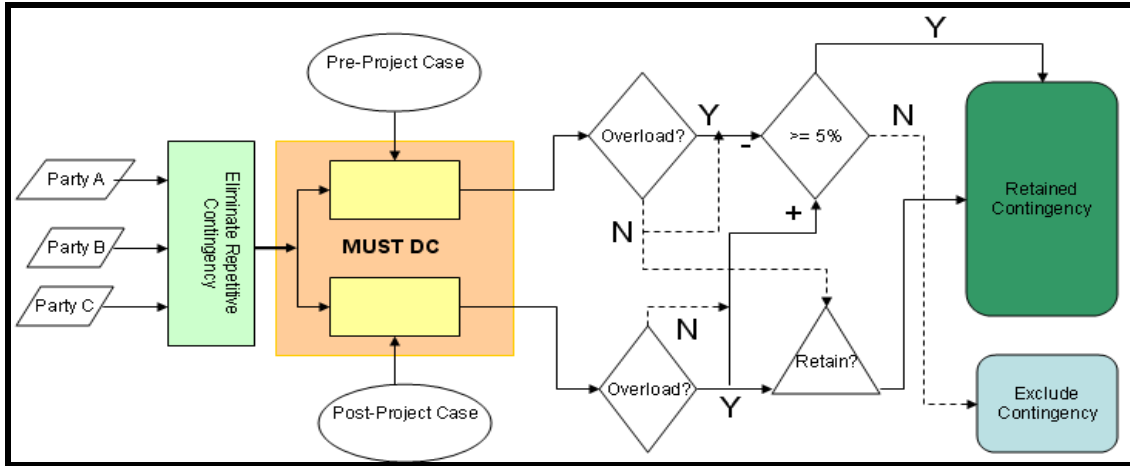 Pre-Project Case
Y
N
Overload?
Y
-
>= 5%
Party A
Party B
Party C
Eliminate Repetitive
Contingency
MUST DC
N
+
Retained
Contingency
N
Overload?
Y
Retain?
Post-Project Case
Exclude
Contingency